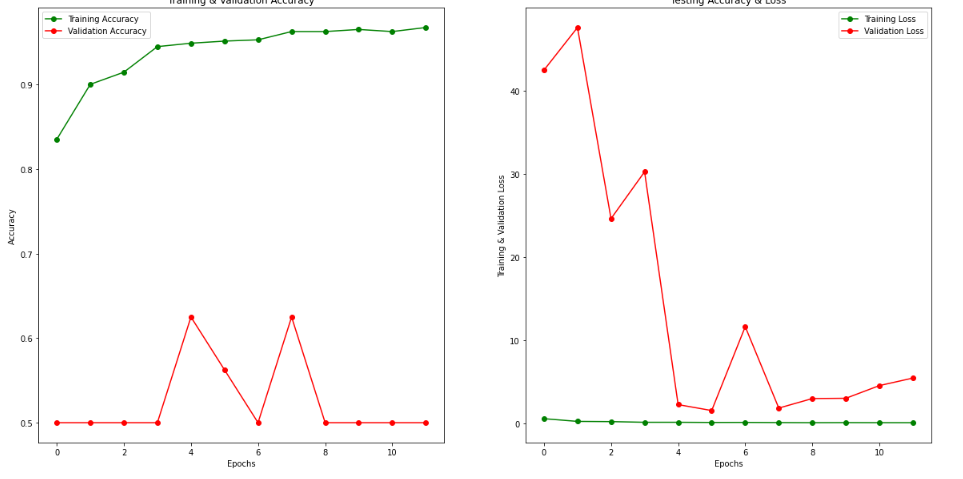 Training & Validation Accuracy
Training Accuracy
Validation Accuracy
0.9
0.8
0.7
0.6
0.5
Accuracy
0 2 4 6 8 10
Epochs
Testing Accuracy & Loss
Training Loss
Validation Loss
40
30
20
10
0
Training & Validation Loss
0 2 4 6 8 10
Epochs